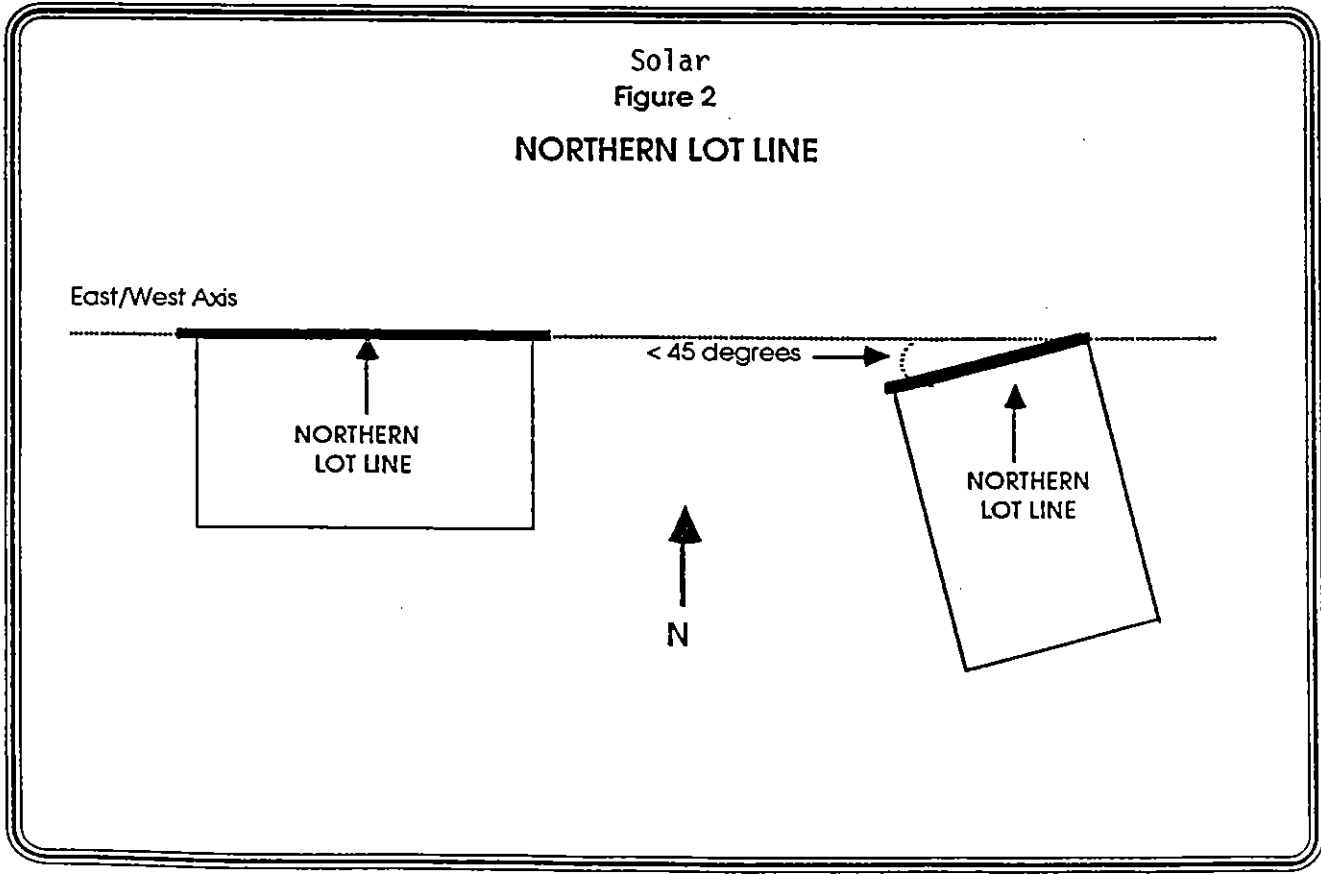 Solar
Figure 2
NORTHERN LOT LINE
East/West Axis
< 45 degrees
NORTHERN
LOT LINE
NORTHERN
LOT LINE
N